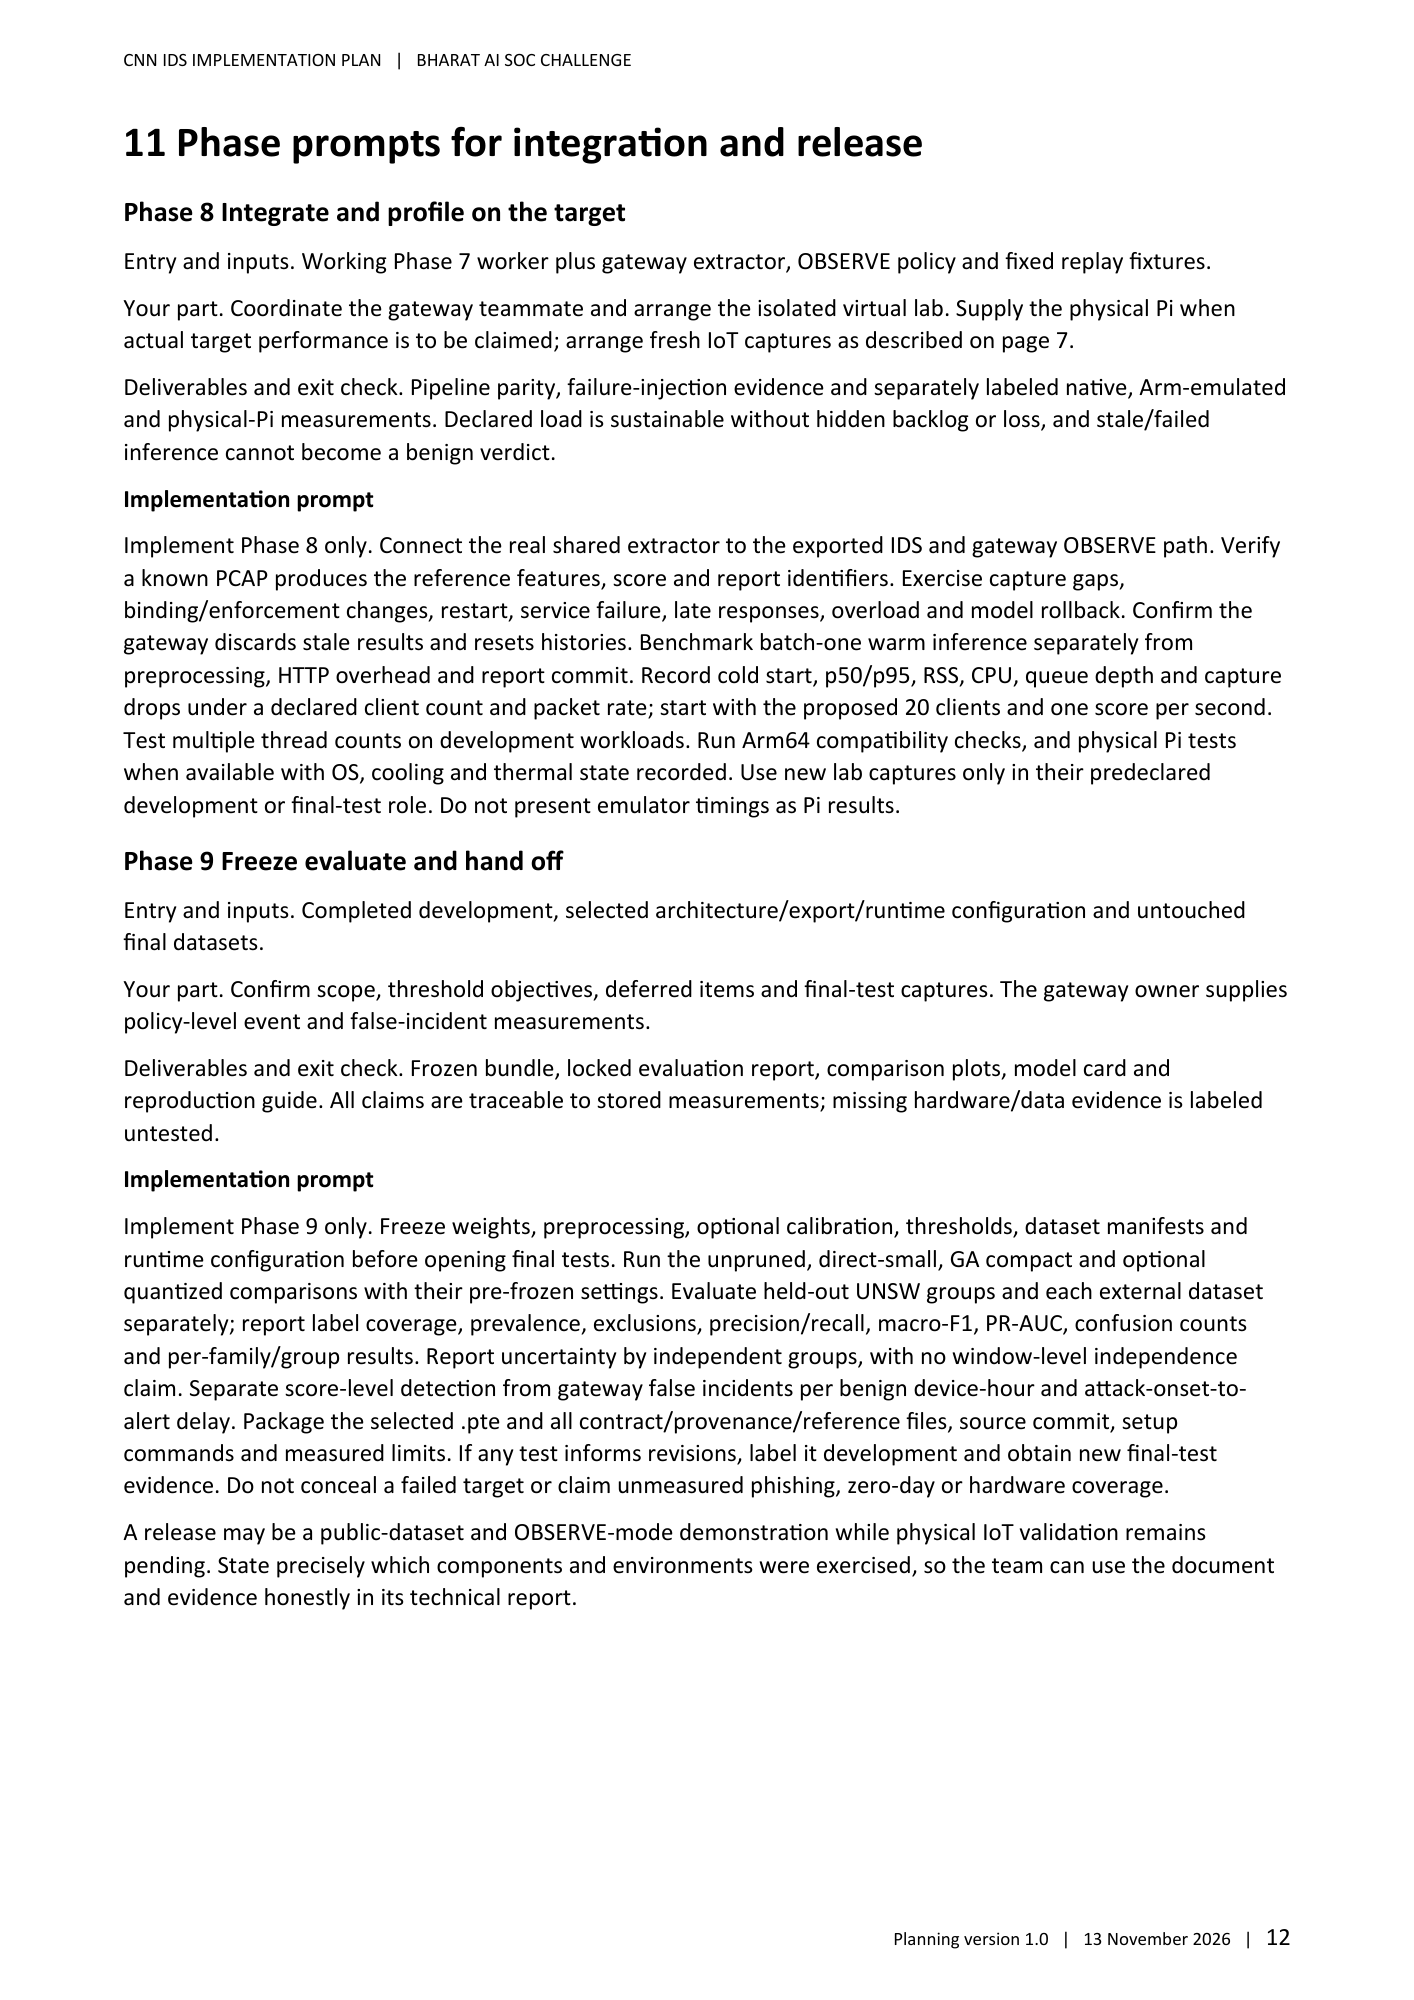 CNN IDS IMPLEMENTATION PLAN | BHARAT AI SOC CHALLENGE
11 Phase prompts for integration and release
Phase 8 Integrate and profile on the target
Entry and inputs. Working Phase 7 worker plus gateway extractor, OBSERVE policy and fixed replay fixtures.
Your part. Coordinate the gateway teammate and arrange the isolated virtual lab. Supply the physical Pi when
actual target performance is to be claimed; arrange fresh IoT captures as described on page 7.
Deliverables and exit check. Pipeline parity, failure-injection evidence and separately labeled native, Arm-emulated
and physical-Pi measurements. Declared load is sustainable without hidden backlog or loss, and stale/failed
inference cannot become a benign verdict.
Implementation prompt
Implement Phase 8 only. Connect the real shared extractor to the exported IDS and gateway OBSERVE path. Verify
a known PCAP produces the reference features, score and report identifiers. Exercise capture gaps,
binding/enforcement changes, restart, service failure, late responses, overload and model rollback. Confirm the
gateway discards stale results and resets histories. Benchmark batch-one warm inference separately from
preprocessing, HTTP overhead and report commit. Record cold start, p50/p95, RSS, CPU, queue depth and capture
drops under a declared client count and packet rate; start with the proposed 20 clients and one score per second.
Test multiple thread counts on development workloads. Run Arm64 compatibility checks, and physical Pi tests
when available with OS, cooling and thermal state recorded. Use new lab captures only in their predeclared
development or final-test role. Do not present emulator timings as Pi results.
Phase 9 Freeze evaluate and hand off
Entry and inputs. Completed development, selected architecture/export/runtime configuration and untouched
final datasets.
Your part. Confirm scope, threshold objectives, deferred items and final-test captures. The gateway owner supplies
policy-level event and false-incident measurements.
Deliverables and exit check. Frozen bundle, locked evaluation report, comparison plots, model card and
reproduction guide. All claims are traceable to stored measurements; missing hardware/data evidence is labeled
untested.
Implementation prompt
Implement Phase 9 only. Freeze weights, preprocessing, optional calibration, thresholds, dataset manifests and
runtime configuration before opening final tests. Run the unpruned, direct-small, GA compact and optional
quantized comparisons with their pre-frozen settings. Evaluate held-out UNSW groups and each external dataset
separately; report label coverage, prevalence, exclusions, precision/recall, macro-F1, PR-AUC, confusion counts
and per-family/group results. Report uncertainty by independent groups, with no window-level independence
claim. Separate score-level detection from gateway false incidents per benign device-hour and attack-onset-to-
alert delay. Package the selected .pte and all contract/provenance/reference files, source commit, setup
commands and measured limits. If any test informs revisions, label it development and obtain new final-test
evidence. Do not conceal a failed target or claim unmeasured phishing, zero-day or hardware coverage.
A release may be a public-dataset and OBSERVE-mode demonstration while physical IoT validation remains
pending. State precisely which components and environments were exercised, so the team can use the document
and evidence honestly in its technical report.
Planning version 1.0 | 13 November 2026 | 12